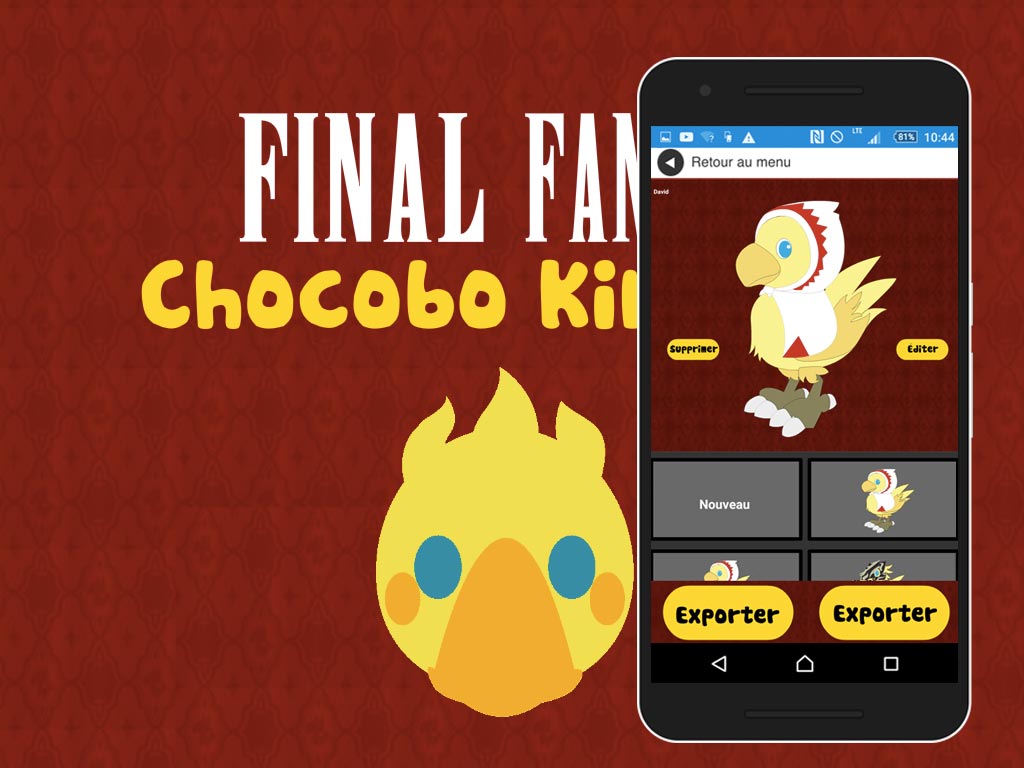 FINAL FAN
Chocobo Ki
LTE 81% 10:44
Retour au menu
David
Supprimer
Editer
Nouveau
Exporter
Exporter